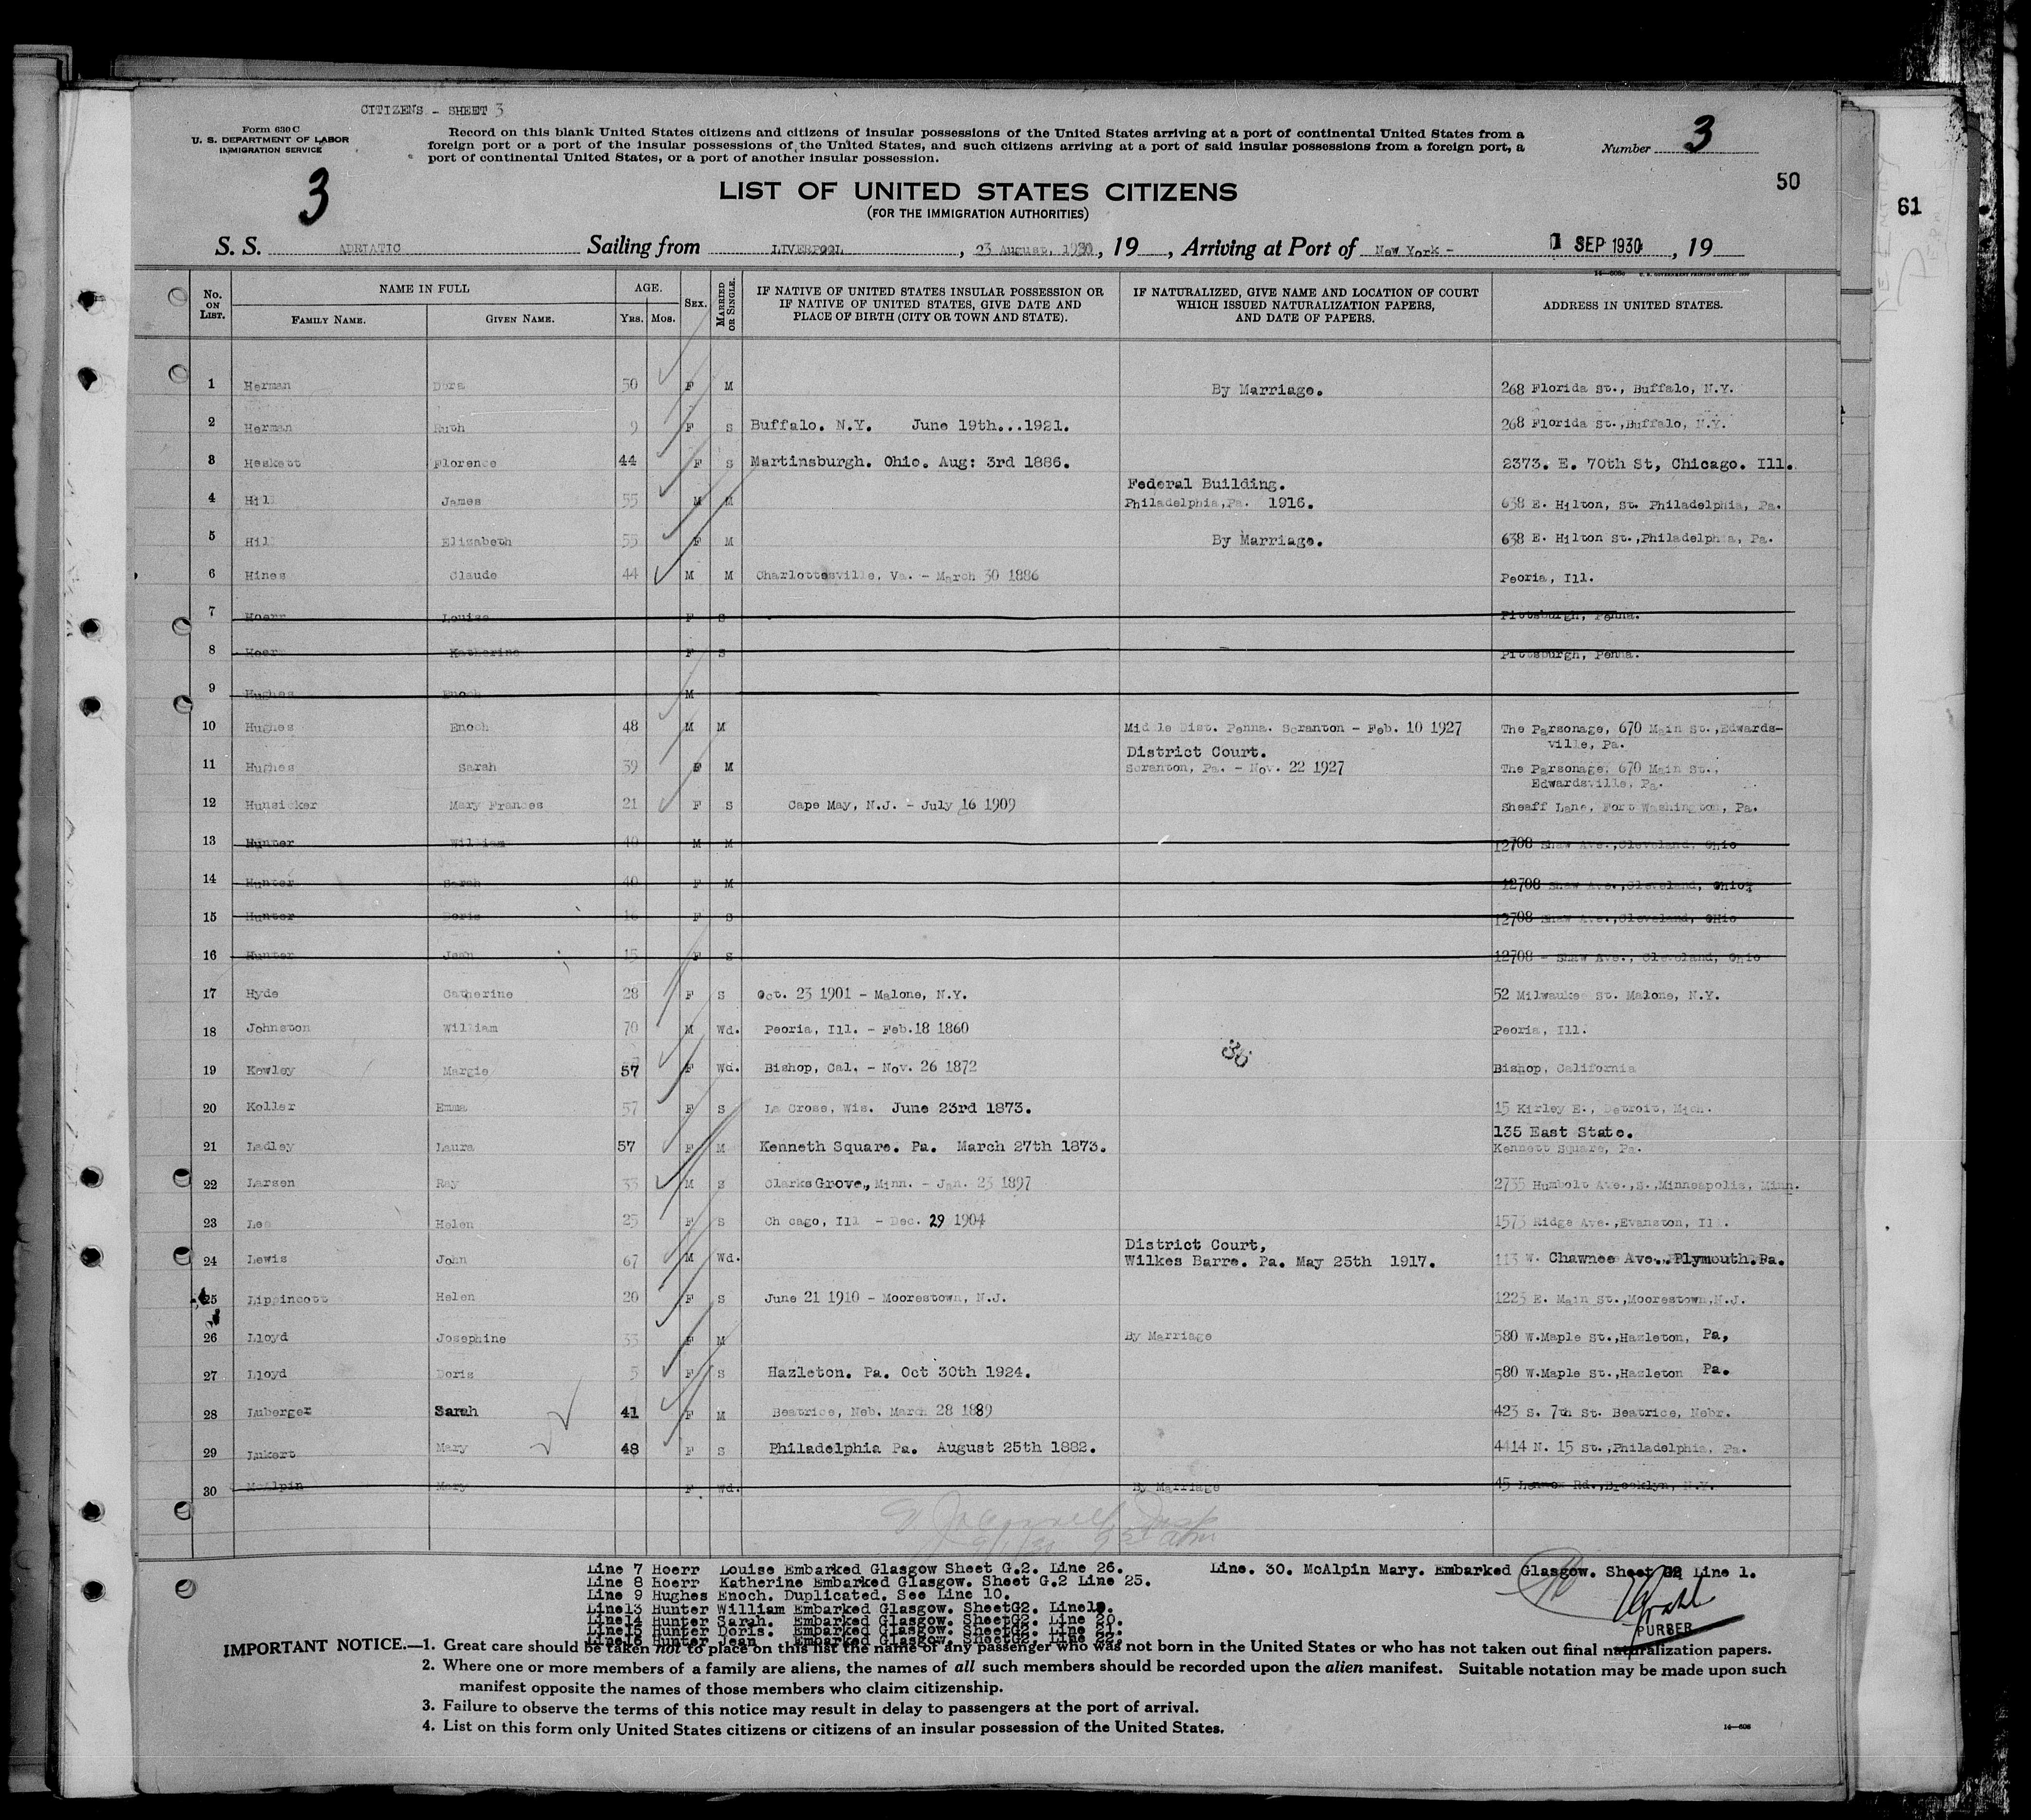 CITIZENS - SHEET 3
Form 630 C
U. S. DEPARTMENT OF LABOR
IMMIGRATION SERVICE
Record on this blank United States citizens and citizens of insular possessions of the United States arriving at a port of continental United States from a
foreign port or a port of the insular possessions of the United States, and such citizens arriving at a port of said insular possessions from a foreign port, a
port of continental United States, or a port of another insular possession.
Number 3
3
50
61
LIST OF UNITED STATES CITIZENS
(FOR THE IMMIGRATION AUTHORITIES)
S. S. ADRIATIC Sailing from LIVERPOOL, 23 August, 1930, 19 , Arriving at Port of New York - 1 SEP 1930, 19
No. ON LIST. NAME IN FULL FAMILY NAME. GIVEN NAME. AGE. YRS. MOS. SEX. MARRIED OR SINGLE. IF NATIVE OF UNITED STATES INSULAR POSSESSION OR IF NATIVE OF UNITED STATES, GIVE DATE AND PLACE OF BIRTH (CITY OR TOWN AND STATE). IF NATURALIZED, GIVE NAME AND LOCATION OF COURT WHICH ISSUED NATURALIZATION PAPERS, AND DATE OF PAPERS. ADDRESS IN UNITED STATES.
1 Herman Dora 50 F M By Marriage. 268 Florida St., Buffalo, N.Y.
2 Herman Ruth 9 F S Buffalo. N.Y. June 19th...1921. 268 Florida St.,Buffalo, N.Y.
3 Heskett Florence 44 F S Martinsburgh. Ohio. Aug: 3rd 1886. 2373. E. 70th St, Chicago. Ill.
4 Hill James 55 M M Federal Building. Philadelphia,Pa. 1916. 638 E. Hilton, St. Philadelphia, Pa.
5 Hill Elizabeth 55 F M By Marriage. 638 E. Hilton St.,Philadelphia, Pa.
6 Hines Claude 44 M M Charlottesville, Va. - March 30 1886 Peoria, Ill.
7 Hoerr Louise F S Pittsburgh, Penna.
8 Hoerr Katherine F S Pittsburgh, Penna.
9 Hughes Enoch M
10 Hughes Enoch 48 M M Middle Dist. Penna. Scranton - Feb. 10 1927 The Parsonage, 670 Main St.,Edwards-
ville, Pa.
11 Hughes Sarah 39 F M District Court. Scranton, Pa. - Nov. 22 1927 The Parsonage, 670 Main St.,
Edwardsville, Pa.
12 Hunsicker Mary Frances 21 F S Cape May, N.J. - July 16 1909 Sheaff Lane, Fort Washington, Pa.
13 Hunter William 40 M M 12708 Shaw Ave.,Cleveland, Ohio
14 Hunter Sarah 40 F M 12708 Shaw Ave.,Cleveland, Ohio
15 Hunter Doris 16 F S 12708 Shaw Ave.,Cleveland, OHio
16 Hunter Jean 15 F S 12708 - Shaw Ave., Cleveland, Ohio
17 Hyde Catherine 28 F S Oct. 23 1901 - Malone, N.Y. 52 Milwaukee St. Malone, N.Y.
18 Johnston William 70 M Wd. Peoria, Ill. - Feb.18 1860 Peoria, Ill.
19 Kewley Margie 57 F Wd. Bishop, Cal. - Nov. 26 1872 Bishop, California
20 Koller Emma 57 F S La Cross, Wis. June 23rd 1873. 15 Kirley E., Detroit, Mich.
21 Ladley Laura 57 F M Kenneth Square. Pa. March 27th 1873. 135 East State. Kennett Square, Pa.
22 Larsen Ray 33 M S Clarks Grove, Minn. - Jan. 23 1897 2735 Humbolt Ave.,S.,Minneapolis, Minn.
23 Lee Helen 25 F S Chicago, Ill - Dec. 29 1904 1573 Ridge Ave.,Evanston, Ill.
24 Lewis John 67 M Wd. District Court, Wilkes Barre. Pa. May 25th 1917. 113 W. Chawnee Ave..Plymouth.Pa.
25 Lippincott Helen 20 F S June 21 1910 - Moorestown, N.J. 1225 E. Main St.,Moorestown,N.J.
26 Lloyd Josephine 33 F M By Marriage 580 W.Maple St.,Hazleton, Pa,
27 Lloyd Doris 5 F S Hazleton. Pa. Oct 30th 1924. 580 W.Maple St.,Hazleton Pa.
28 Luberger Sarah 41 F M Beatrice, Neb. March 28 1889 423 S. 7th St. Beatrice, Nebr.
29 Lukert Mary 48 F S Philadelphia Pa. August 25th 1882. 4414 N. 15 St.,Philadelphia, Pa.
30 McAlpin Mary F Wd. By Marriage 45 Lennox Rd.,Brooklyn, N.Y.
Line 7 Hoerr Louise Embarked Glasgow Sheet G.2. Line 26.
Line. 30. McAlpin Mary. Embarked Glasgow. Sheet G2 Line 1.
Line 8 Hoerr Katherine Embarked Glasgow. Sheet G.2 Line 25.
Line 9 Hughes Enoch. Duplicated. See Line 10.
Line13 Hunter William Embarked Glasgow. SheetG2. Line19.
Line14 Hunter Sarah. Embarked Glasgow. SheetG2. Line 20.
Line15 Hunter Doris. Embarked Glasgow. SheetG2. Line 21.
Line16 Hunter Jean Embarked Glasgow. SheetG2. Line 22.
PURSER
IMPORTANT NOTICE.—1. Great care should be taken not to place on this list the name of any passenger who was not born in the United States or who has not taken out final naturalization papers.
2. Where one or more members of a family are aliens, the names of all such members should be recorded upon the alien manifest. Suitable notation may be made upon such
manifest opposite the names of those members who claim citizenship.
3. Failure to observe the terms of this notice may result in delay to passengers at the port of arrival.
4. List on this form only United States citizens or citizens of an insular possession of the United States.
14—608